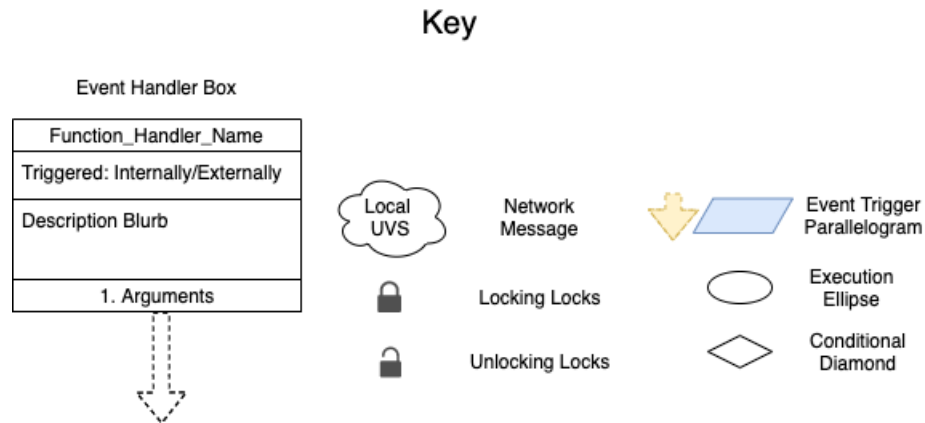 Key
Event Handler Box
Function_Handler_Name
Triggered: Internally/Externally
Description Blurb
1. Arguments
Local
UVS
Network
Message
Locking Locks
Unlocking Locks
Event Trigger
Parallelogram
Execution
Ellipse
Conditional
Diamond